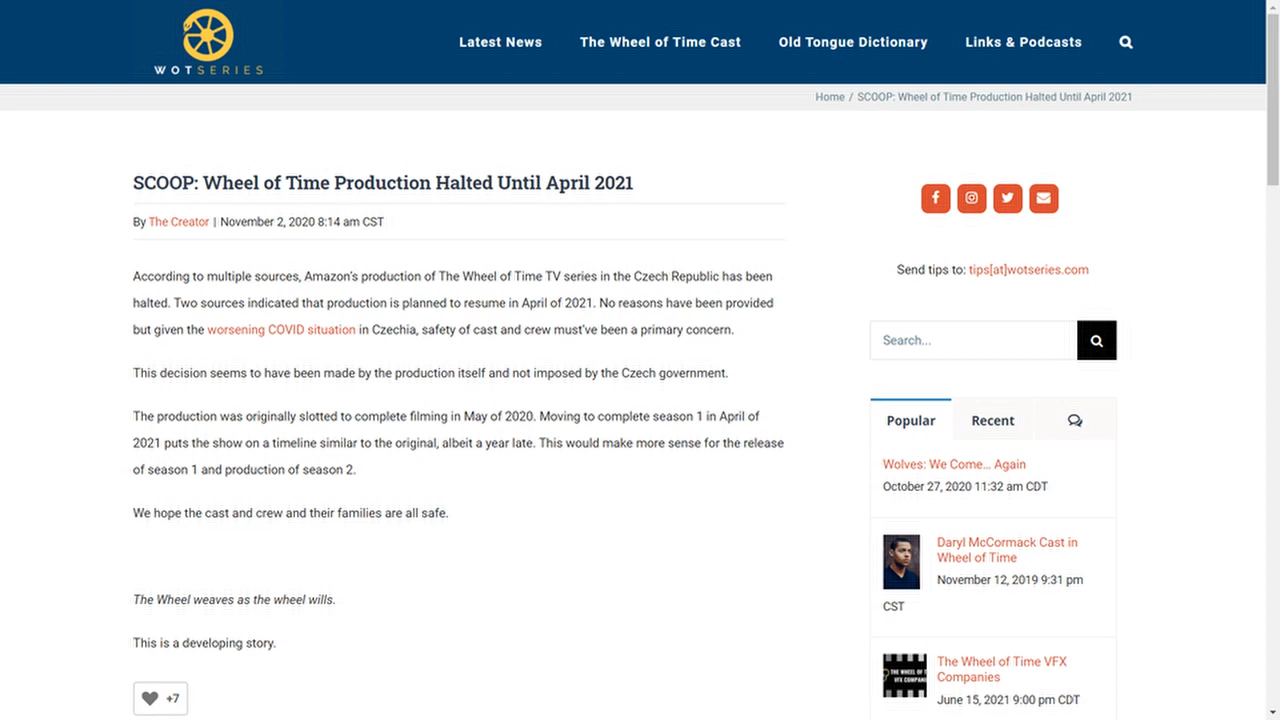 WOTSERIES
Latest News
The Wheel of Time Cast
Old Tongue Dictionary
Links & Podcasts
Home / SCOOP: Wheel of Time Production Halted Until April 2021
SCOOP: Wheel of Time Production Halted Until April 2021
By The Creator | November 2, 2020 8:14 am CST
According to multiple sources, Amazon's production of The Wheel of Time TV series in the Czech Republic has been
halted. Two sources indicated that production is planned to resume in April of 2021. No reasons have been provided
but given the worsening COVID situation in Czechia, safety of cast and crew must've been a primary concern.
This decision seems to have been made by the production itself and not imposed by the Czech government.
The production was originally slotted to complete filming in May of 2020. Moving to complete season 1 in April of
2021 puts the show on a timeline similar to the original, albeit a year late. This would make more sense for the release
of season 1 and production of season 2.
We hope the cast and crew and their families are all safe.
The Wheel weaves as the wheel wills.
This is a developing story.
+7
Send tips to: tips[at]wotseries.com
Search...
Popular
Recent
Wolves: We Come… Again
October 27, 2020 11:32 am CDT
Daryl McCormack Cast in
Wheel of Time
November 12, 2019 9:31 pm
CST
The Wheel of Time VFX
Companies
June 15, 2021 9:00 pm CDT